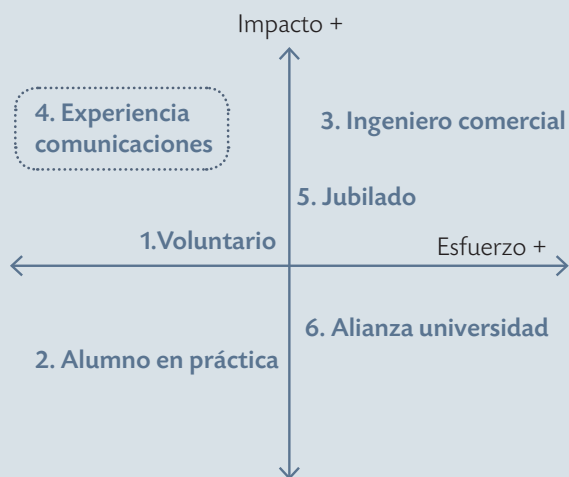 Impacto +
4. Experiencia
comunicaciones
3. Ingeniero comercial
5. Jubilado
1.Voluntario
Esfuerzo +
6. Alianza universidad
2. Alumno en práctica